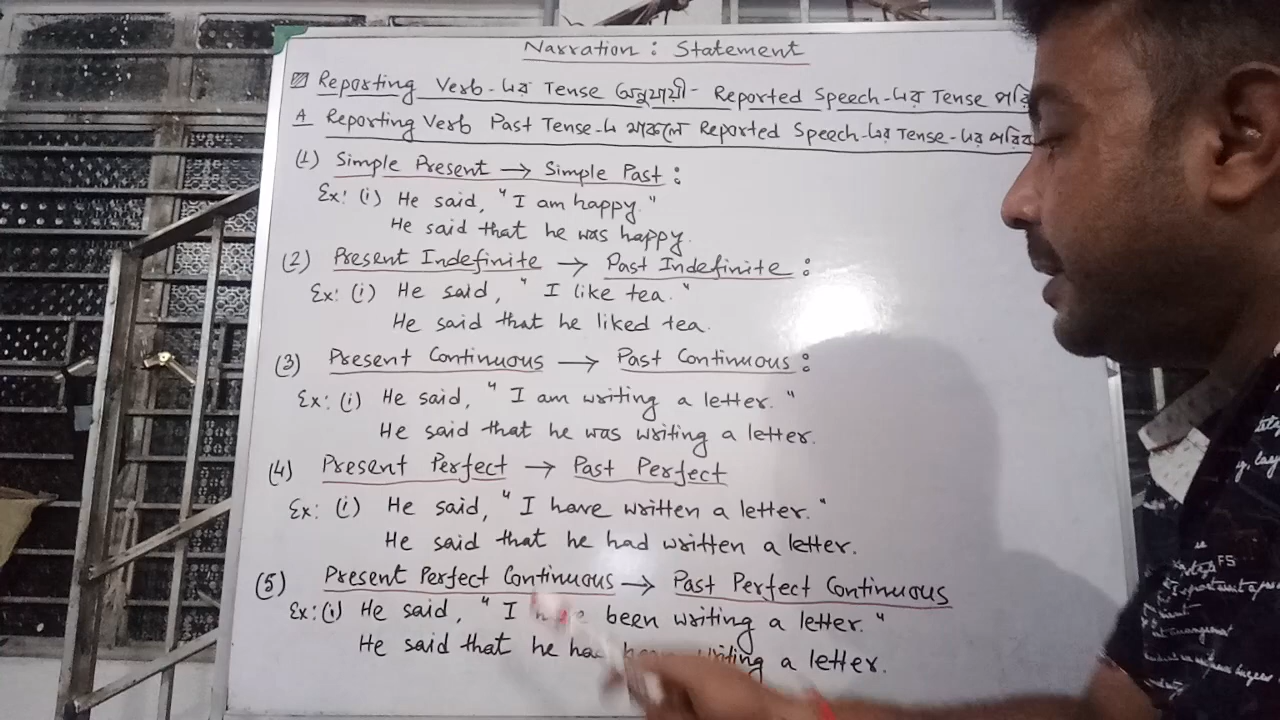 Narration : Statement
Reporting Verb-এর Tense অনুযায়ী- Reported Speech-এর Tense
A Reporting Verb Past Tense-এ থাকলে Reported Speech-এর Tense-এর
(1) Simple Present → Simple Past :
Ex: (i) He said, "I am happy."
He said that he was happy.
(2) Present Indefinite → Past Indefinite :
Ex: (i) He said, "I like tea."
He said that he liked tea.
(3) Present Continuous → Past Continuous :
Ex: (i) He said, "I am writing a letter."
He said that he was writing a letter.
(4) Present Perfect → Past Perfect
Ex: (i) He said, "I have written a letter."
He said that he had written a letter.
(5) Present Perfect Continuous → Past Perfect Continuous
Ex: (i) He said, "I have been writing a letter."
He said that he had been writing a letter.